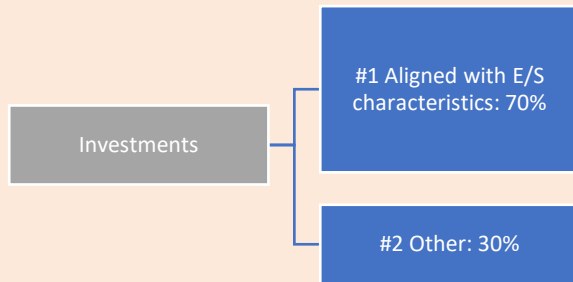 #1 Aligned with E/S
characteristics: 70%
Investments
#2 Other: 30%